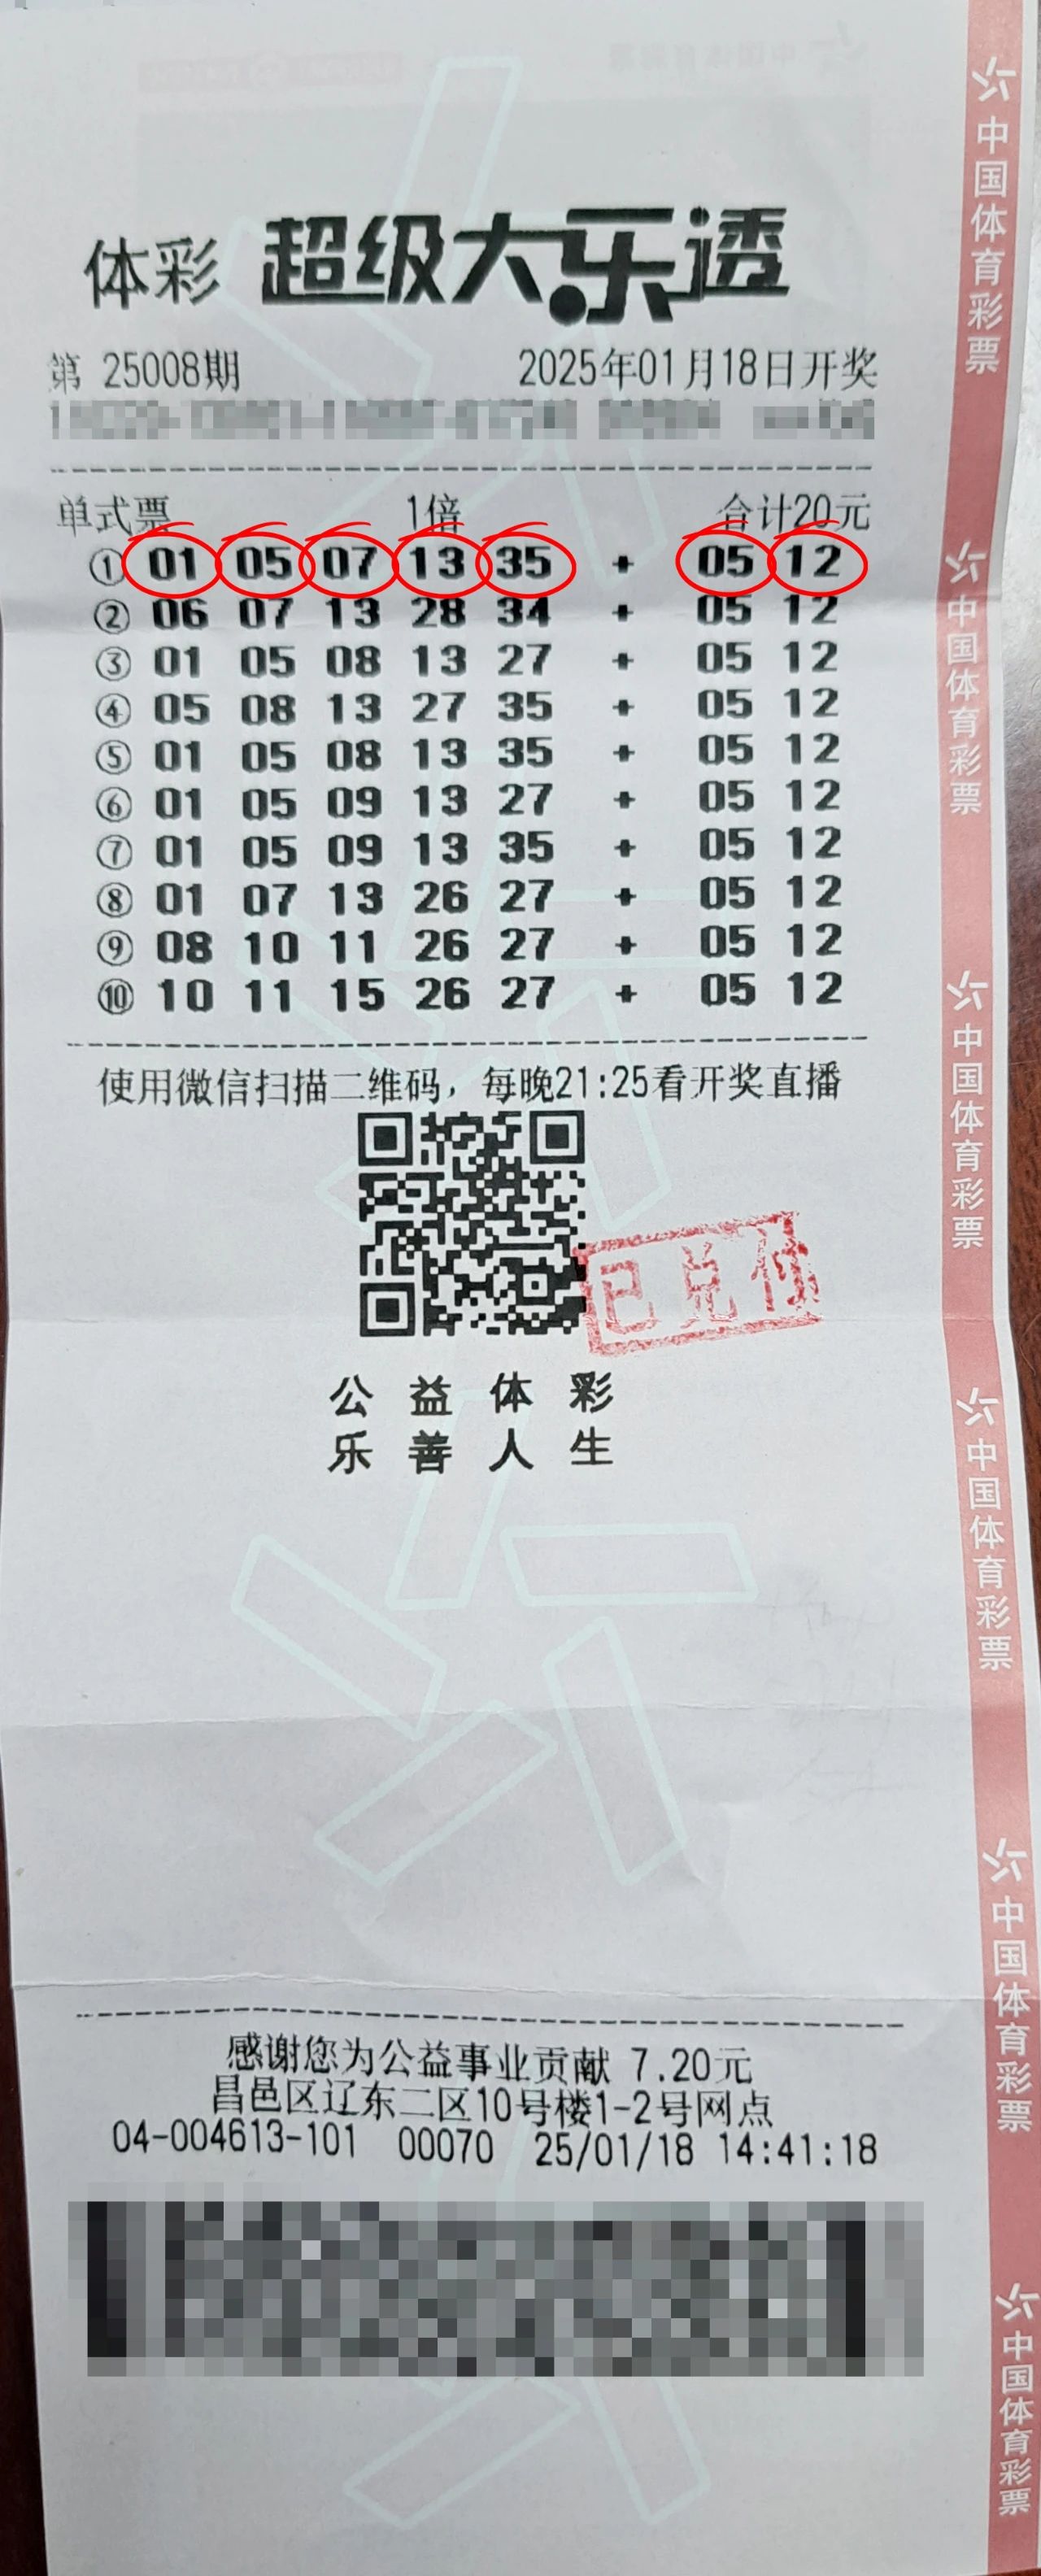 体彩 超级大乐透
第 25008期 2025年01月18日开奖
单式票 1倍 合计20元
① 01 05 07 13 35 + 05 12
② 06 07 13 28 34 + 05 12
③ 01 05 08 13 27 + 05 12
④ 05 08 13 27 35 + 05 12
⑤ 01 05 08 13 35 + 05 12
⑥ 01 05 09 13 27 + 05 12
⑦ 01 05 09 13 35 + 05 12
⑧ 01 07 13 26 27 + 05 12
⑨ 08 10 11 26 27 + 05 12
⑩ 10 11 15 26 27 + 05 12
使用微信扫描二维码，每晚21:25看开奖直播
已兑付
公益体彩
乐善人生
感谢您为公益事业贡献 7.20元
昌邑区辽东二区10号楼1-2号网点
04-004613-101 00070 25/01/18 14:41:18
中国体育彩票
中国体育彩票
中国体育彩票
中国体育彩票
中国体育彩票
中国体育彩票